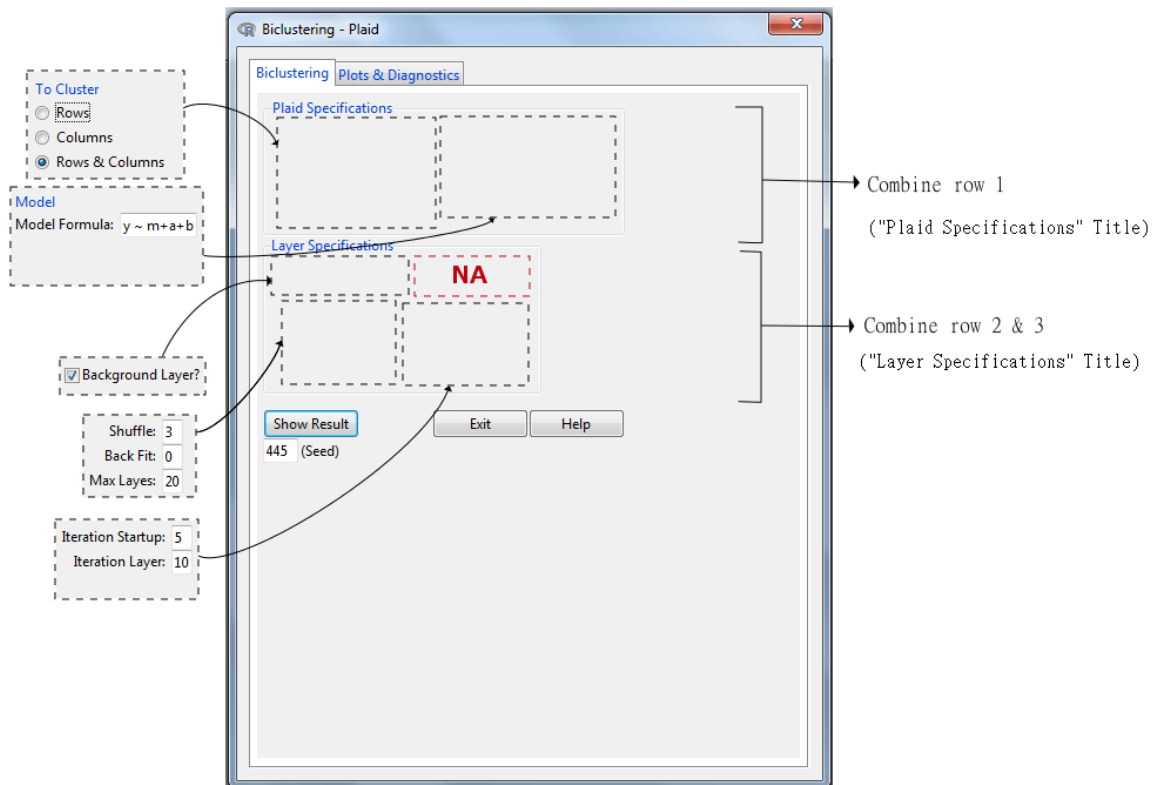 Biclustering - Plaid
Biclustering
Plots & Diagnostics
To Cluster
Rows
Columns
Rows & Columns
Model
Model Formula: y ~ m+a+b
Plaid Specifications
Combine row 1
("Plaid Specifications" Title)
Layer Specifications
NA
Combine row 2 & 3
("Layer Specifications" Title)
Background Layer?
Shuffle: 3
Back Fit: 0
Max Layes: 20
Iteration Startup: 5
Iteration Layer: 10
Show Result
Exit
Help
445 (Seed)